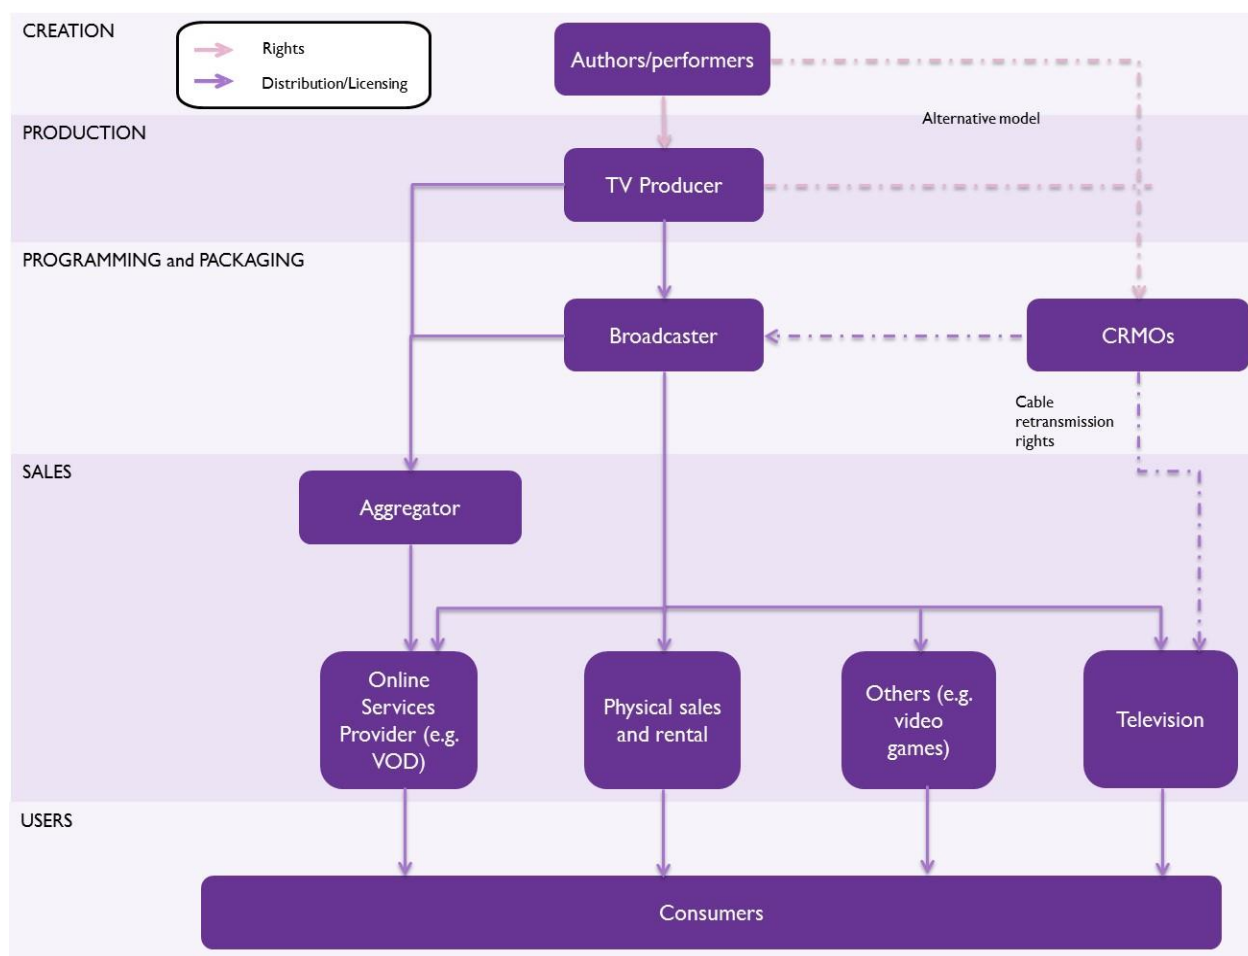 CREATION
Rights
Distribution/Licensing
Authors/performers
Alternative model
PRODUCTION
TV Producer
PROGRAMMING and PACKAGING
Broadcaster
CRMOs
Cable
retransmission
rights
SALES
Aggregator
Online
Services
Provider (e.g.
VOD)
Physical sales
and rental
Others (e.g.
video
games)
Television
USERS
Consumers